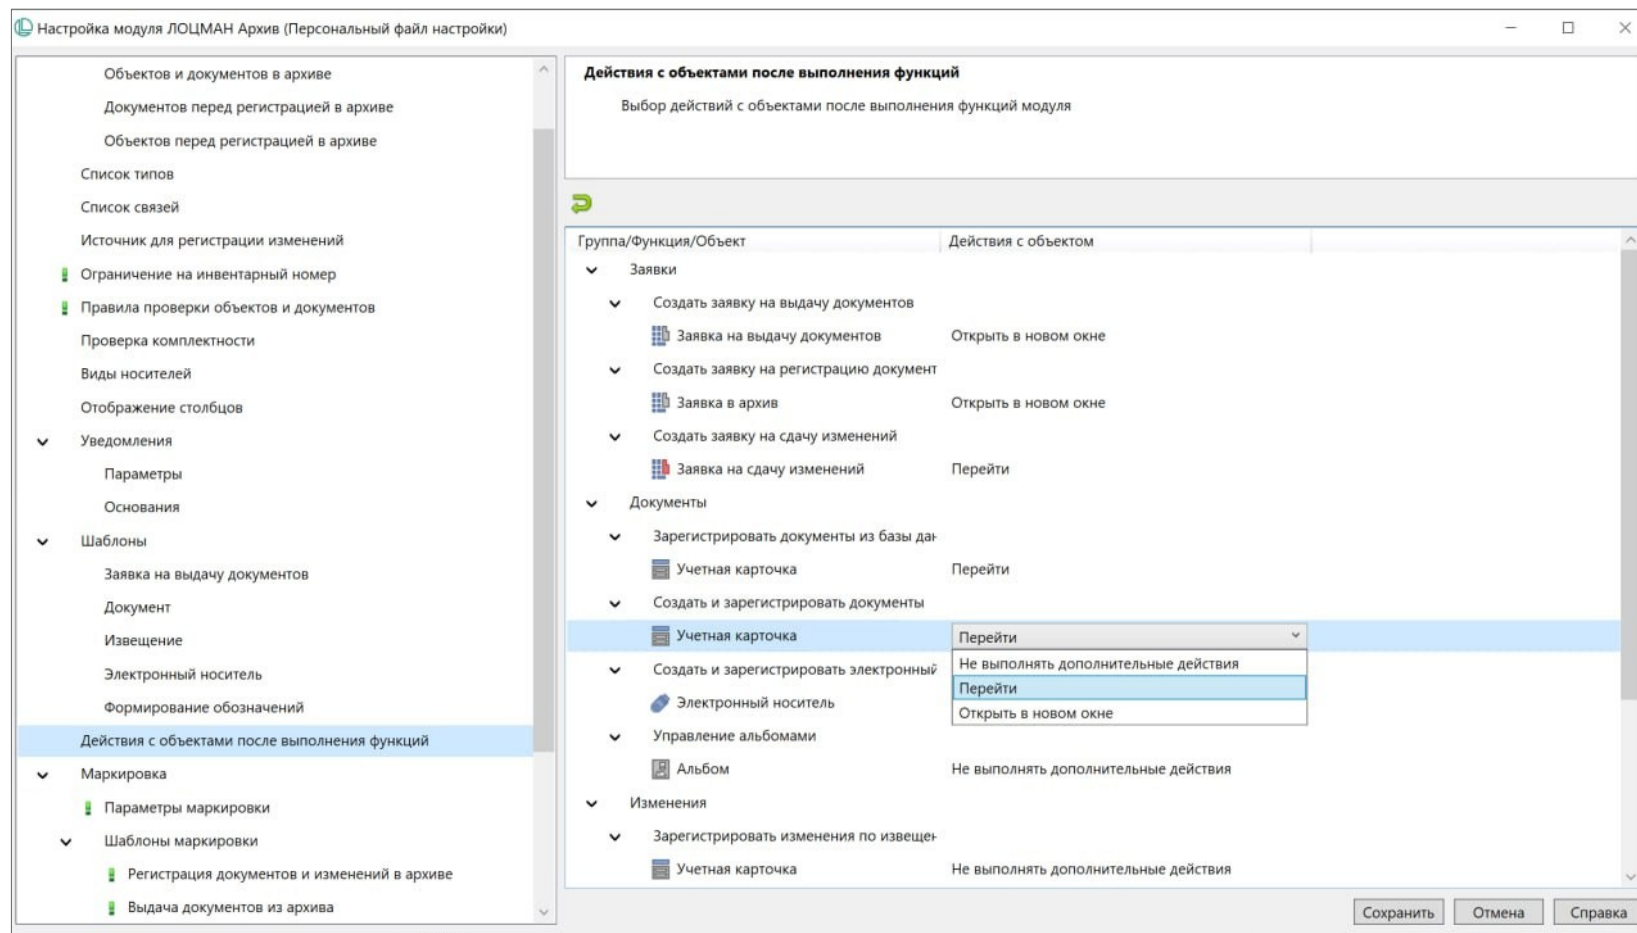 Настройка модуля ЛОЦМАН Архив (Персональный файл настройки)
Объектов и документов в архиве
Документов перед регистрацией в архиве
Объектов перед регистрацией в архиве
Список типов
Список связей
Источник для регистрации изменений
Ограничение на инвентарный номер
Правила проверки объектов и документов
Проверка комплектности
Виды носителей
Отображение столбцов
Уведомления
Параметры
Основания
Шаблоны
Заявка на выдачу документов
Документ
Извещение
Электронный носитель
Формирование обозначений
Действия с объектами после выполнения функций
Маркировка
Параметры маркировки
Шаблоны маркировки
Регистрация документов и изменений в архиве
Выдача документов из архива
Действия с объектами после выполнения функций
Выбор действий с объектами после выполнения функций модуля
Группа/Функция/Объект Действия с объектом
Заявки
Создать заявку на выдачу документов
Заявка на выдачу документов Открыть в новом окне
Создать заявку на регистрацию документ
Заявка в архив Открыть в новом окне
Создать заявку на сдачу изменений
Заявка на сдачу изменений Перейти
Документы
Зарегистрировать документы из базы дан
Учетная карточка Перейти
Создать и зарегистрировать документы
Учетная карточка Перейти
Не выполнять дополнительные действия
Создать и зарегистрировать электронный
Перейти
Электронный носитель
Открыть в новом окне
Управление альбомами
Альбом Не выполнять дополнительные действия
Изменения
Зарегистрировать изменения по извещен
Учетная карточка Не выполнять дополнительные действия
Сохранить Отмена Справка